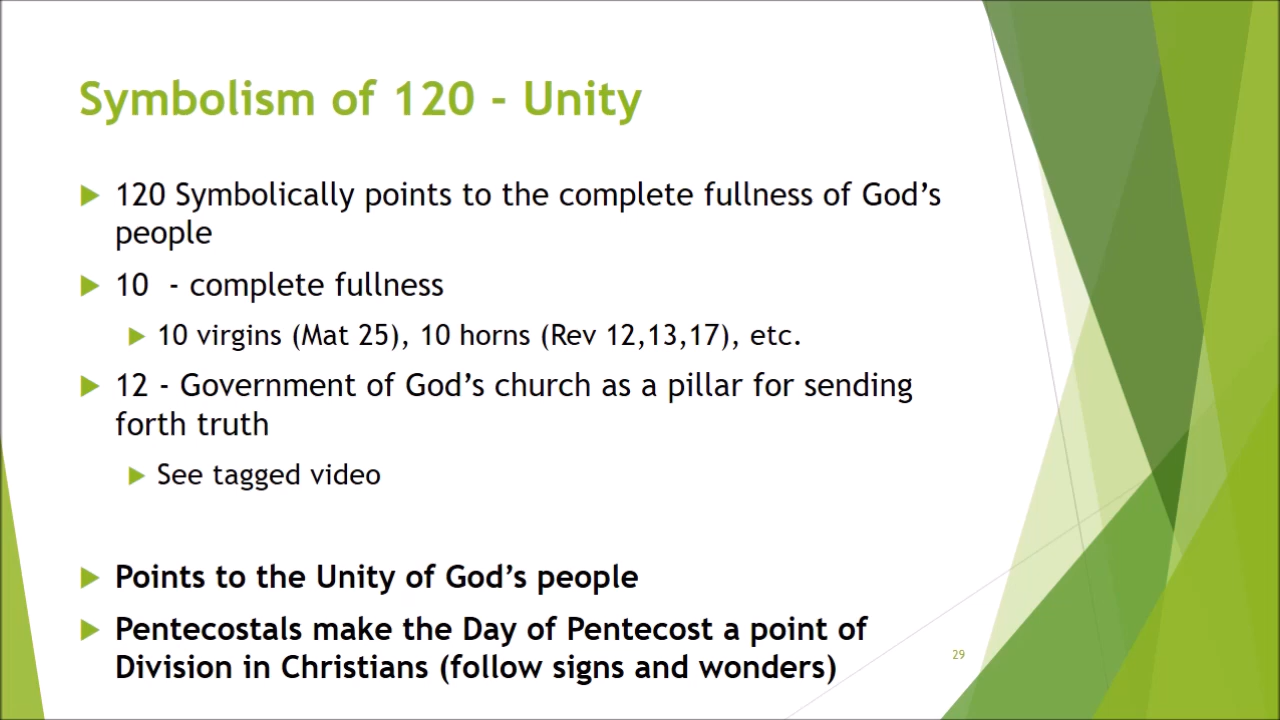 Symbolism of 120 - Unity
120 Symbolically points to the complete fullness of God’s
people
10 - complete fullness
10 virgins (Mat 25), 10 horns (Rev 12,13,17), etc.
12 - Government of God’s church as a pillar for sending
forth truth
See tagged video
Points to the Unity of God’s people
Pentecostals make the Day of Pentecost a point of
Division in Christians (follow signs and wonders)
29